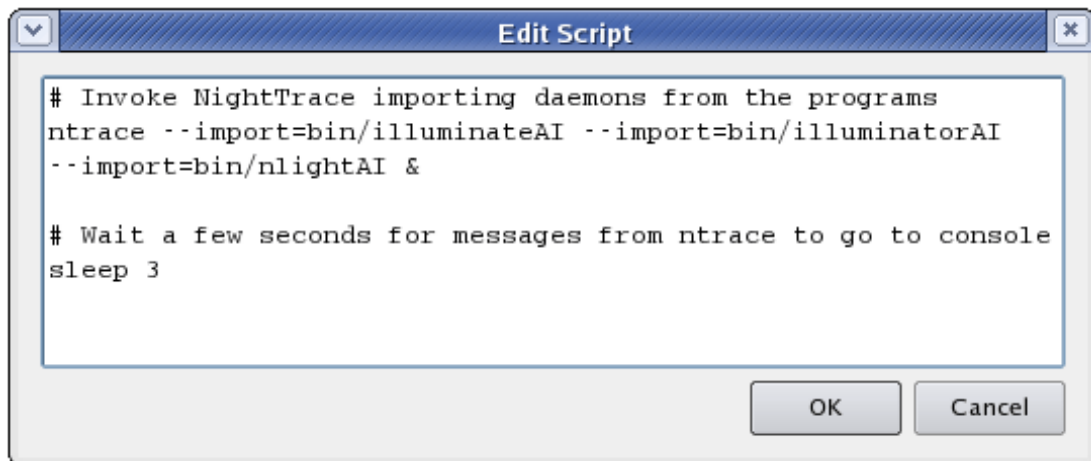 Edit Script
# Invoke NightTrace importing daemons from the programs
ntrace --import=bin/illuminateAI --import=bin/illuminatorAI
--import=bin/nlightAI &

# Wait a few seconds for messages from ntrace to go to console
sleep 3
OK Cancel